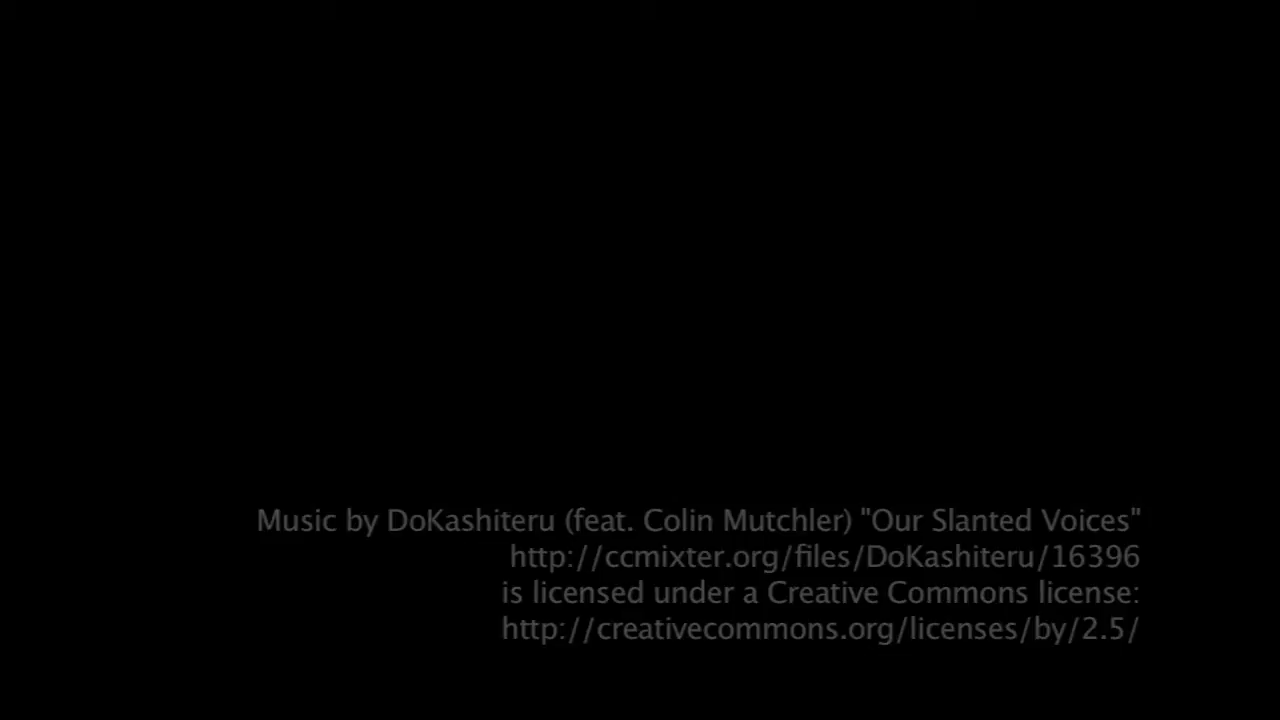 Music by DoKashiteru (feat. Colin Mutchler) "Our Slanted Voices"
http://ccmixter.org/files/DoKashiteru/16396
is licensed under a Creative Commons license:
http://creativecommons.org/licenses/by/2.5/